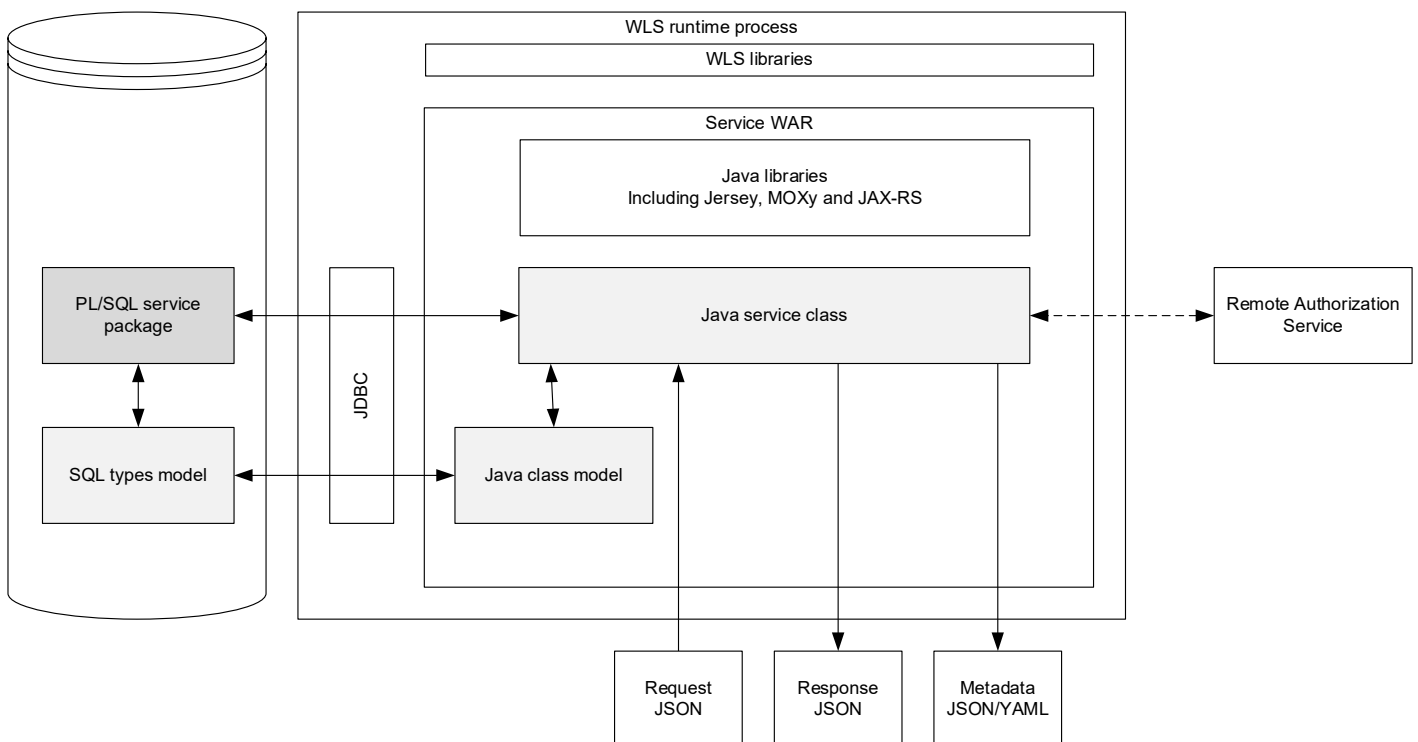 WLS runtime process
WLS libraries
Service WAR
Java libraries
Including Jersey, MOXy and JAX-RS
PL/SQL service
package
JDBC
Java service class
Remote Authorization
Service
SQL types model
Java class model
Request
JSON
Response
JSON
Metadata
JSON/YAML